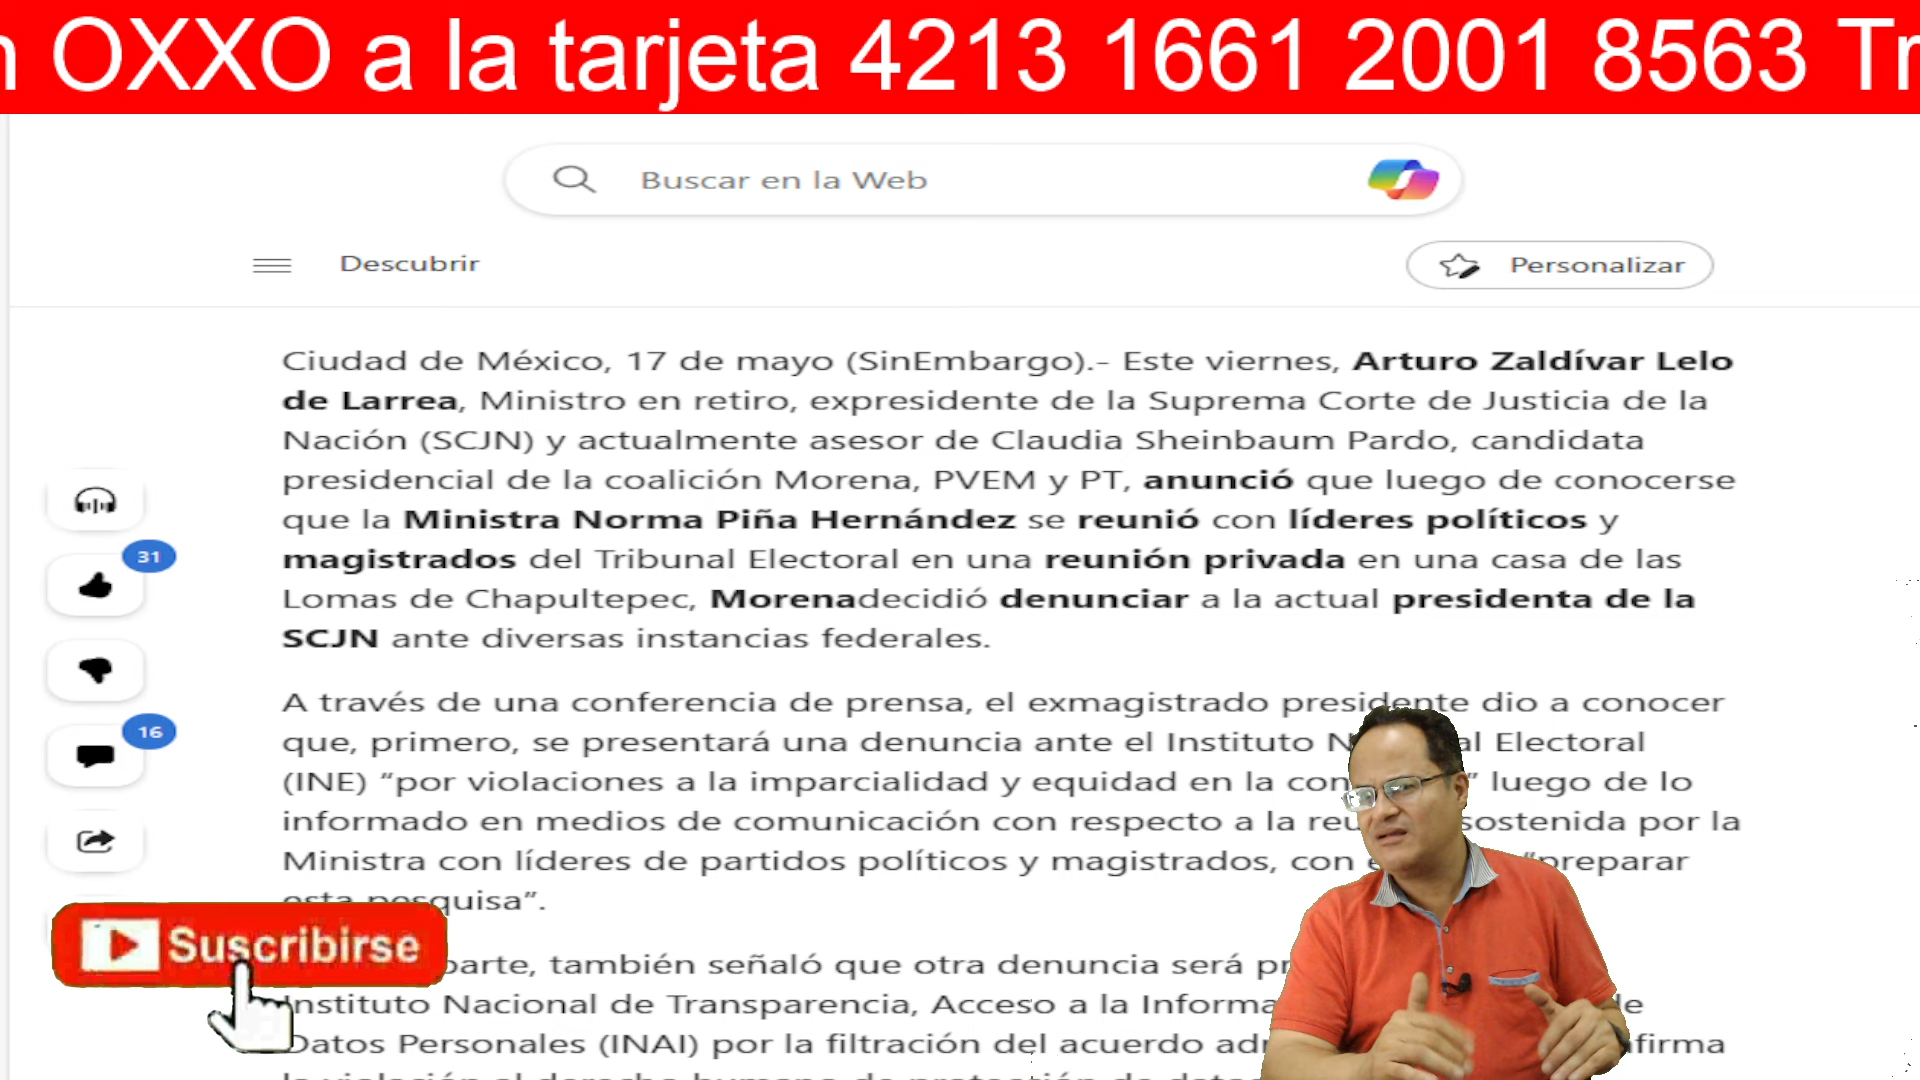 OXXO a la tarjeta 4213 1661 2001 8563
Buscar en la Web
Descubrir
Personalizar
Ciudad de México, 17 de mayo (SinEmbargo).- Este viernes, Arturo Zaldívar Lelo
de Larrea, Ministro en retiro, expresidente de la Suprema Corte de Justicia de la
Nación (SCJN) y actualmente asesor de Claudia Sheinbaum Pardo, candidata
presidencial de la coalición Morena, PVEM y PT, anunció que luego de conocerse
que la Ministra Norma Piña Hernández se reunió con líderes políticos y
magistrados del Tribunal Electoral en una reunión privada en una casa de las
Lomas de Chapultepec, Morenadecidió denunciar a la actual presidenta de la
SCJN ante diversas instancias federales.
31
A través de una conferencia de prensa, el exmagistrado presidente dio a conocer
que, primero, se presentará una denuncia ante el Instituto al Electoral
(INE) “por violaciones a la imparcialidad y equidad en la con ” luego de lo
informado en medios de comunicación con respecto a la reu sostenida por la
Ministra con líderes de partidos políticos y magistrados, con “preparar
esta pesquisa”.
16
Suscribirse
parte, también señaló que otra denuncia será pr
Instituto Nacional de Transparencia, Acceso a la Informa de
Datos Personales (INAI) por la filtración del acuerdo adm firma